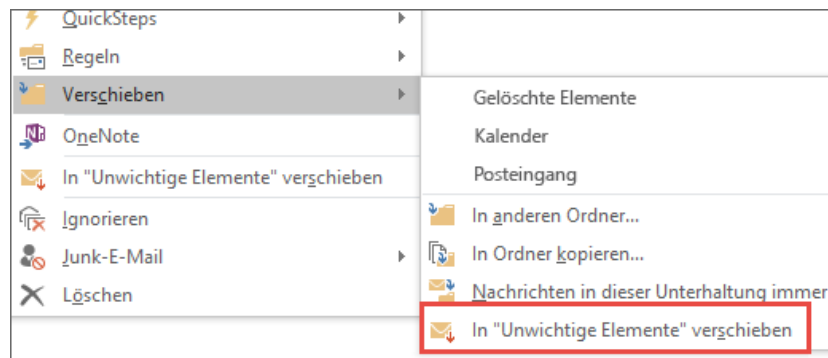 QuickSteps
Regeln
Verschieben
OneNote
In "Unwichtige Elemente" verschieben
Ignorieren
Junk-E-Mail
Löschen
Gelöschte Elemente
Kalender
Posteingang
In anderen Ordner...
In Ordner kopieren...
Nachrichten in dieser Unterhaltung immer
In "Unwichtige Elemente" verschieben